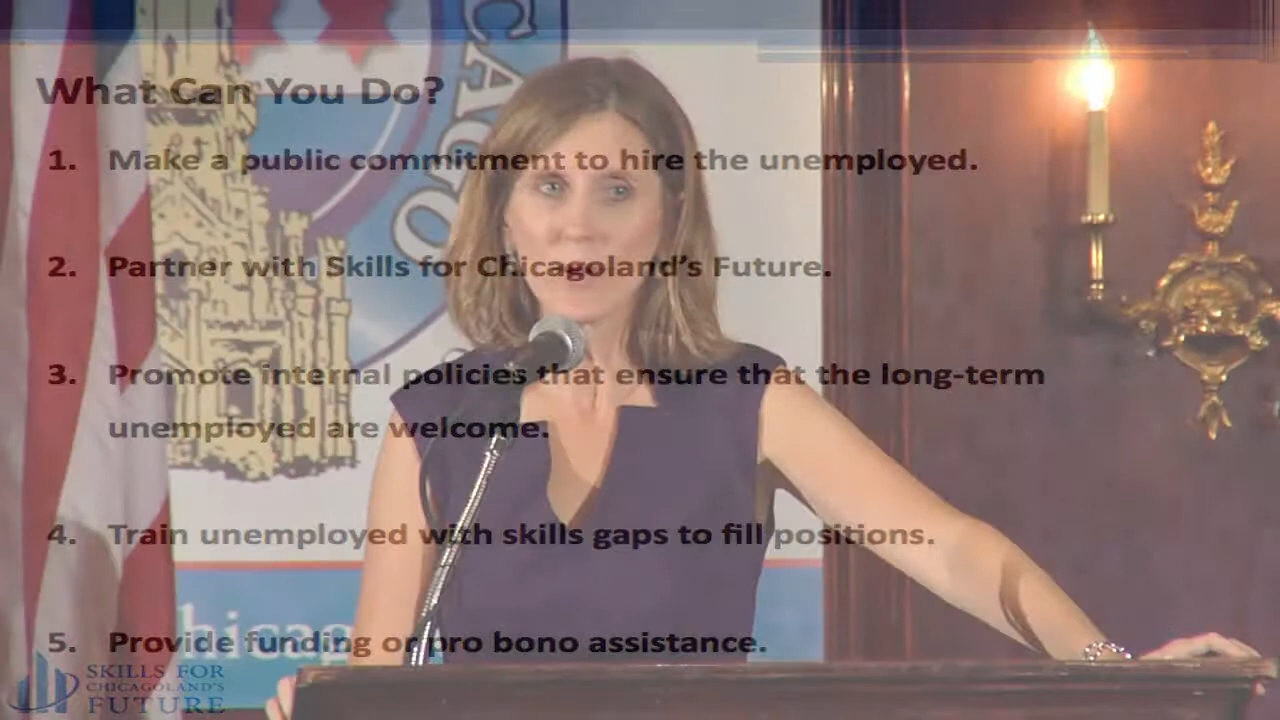 CAGO
What Can You Do?
1. Make a public commitment to hire the unemployed.
2. Partner with Skills for Chicagoland's Future.
3. Promote internal policies that ensure that the long-term
unemployed are welcome.
4. Train unemployed with skills gaps to fill positions.
5. Provide funding or pro bono assistance.
hicag
SKILLS FOR
CHICAGOLAND'S
FUTURE